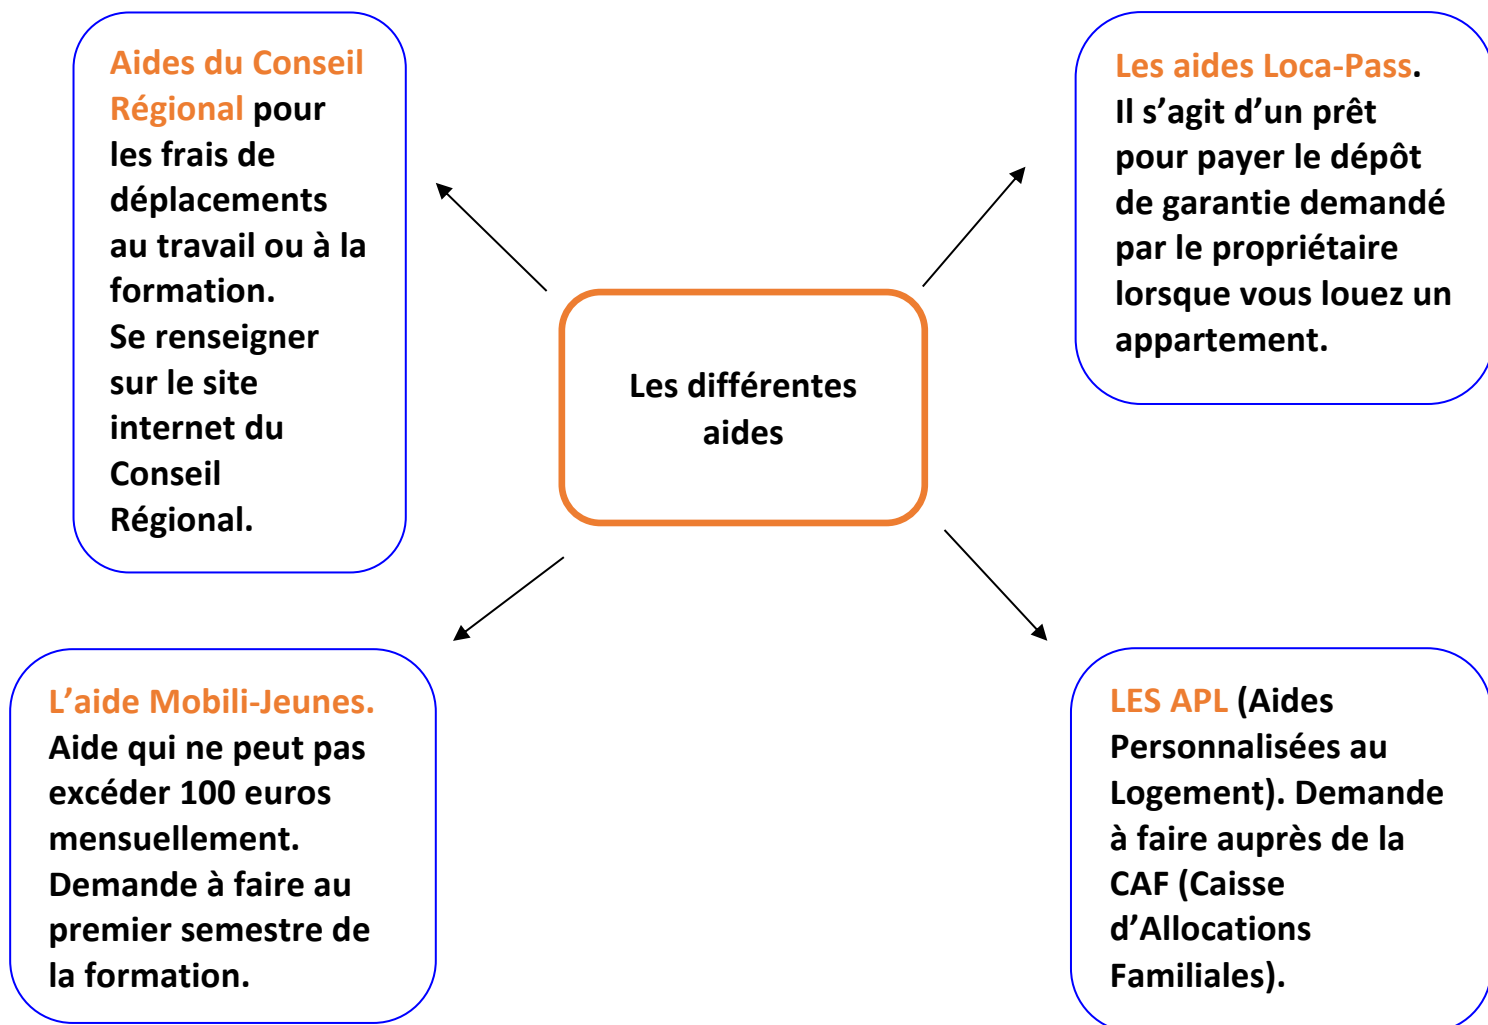 Aides du Conseil
Régional pour
les frais de
déplacements
au travail ou à la
formation.
Se renseigner
sur le site
internet du
Conseil
Régional.
Les aides Loca-Pass.
Il s’agit d’un prêt
pour payer le dépôt
de garantie demandé
par le propriétaire
lorsque vous louez un
appartement.
Les différentes
aides
L’aide Mobili-Jeunes.
Aide qui ne peut pas
excéder 100 euros
mensuellement.
Demande à faire au
premier semestre de
la formation.
LES APL (Aides
Personnalisées au
Logement). Demande
à faire auprès de la
CAF (Caisse
d’Allocations
Familiales).